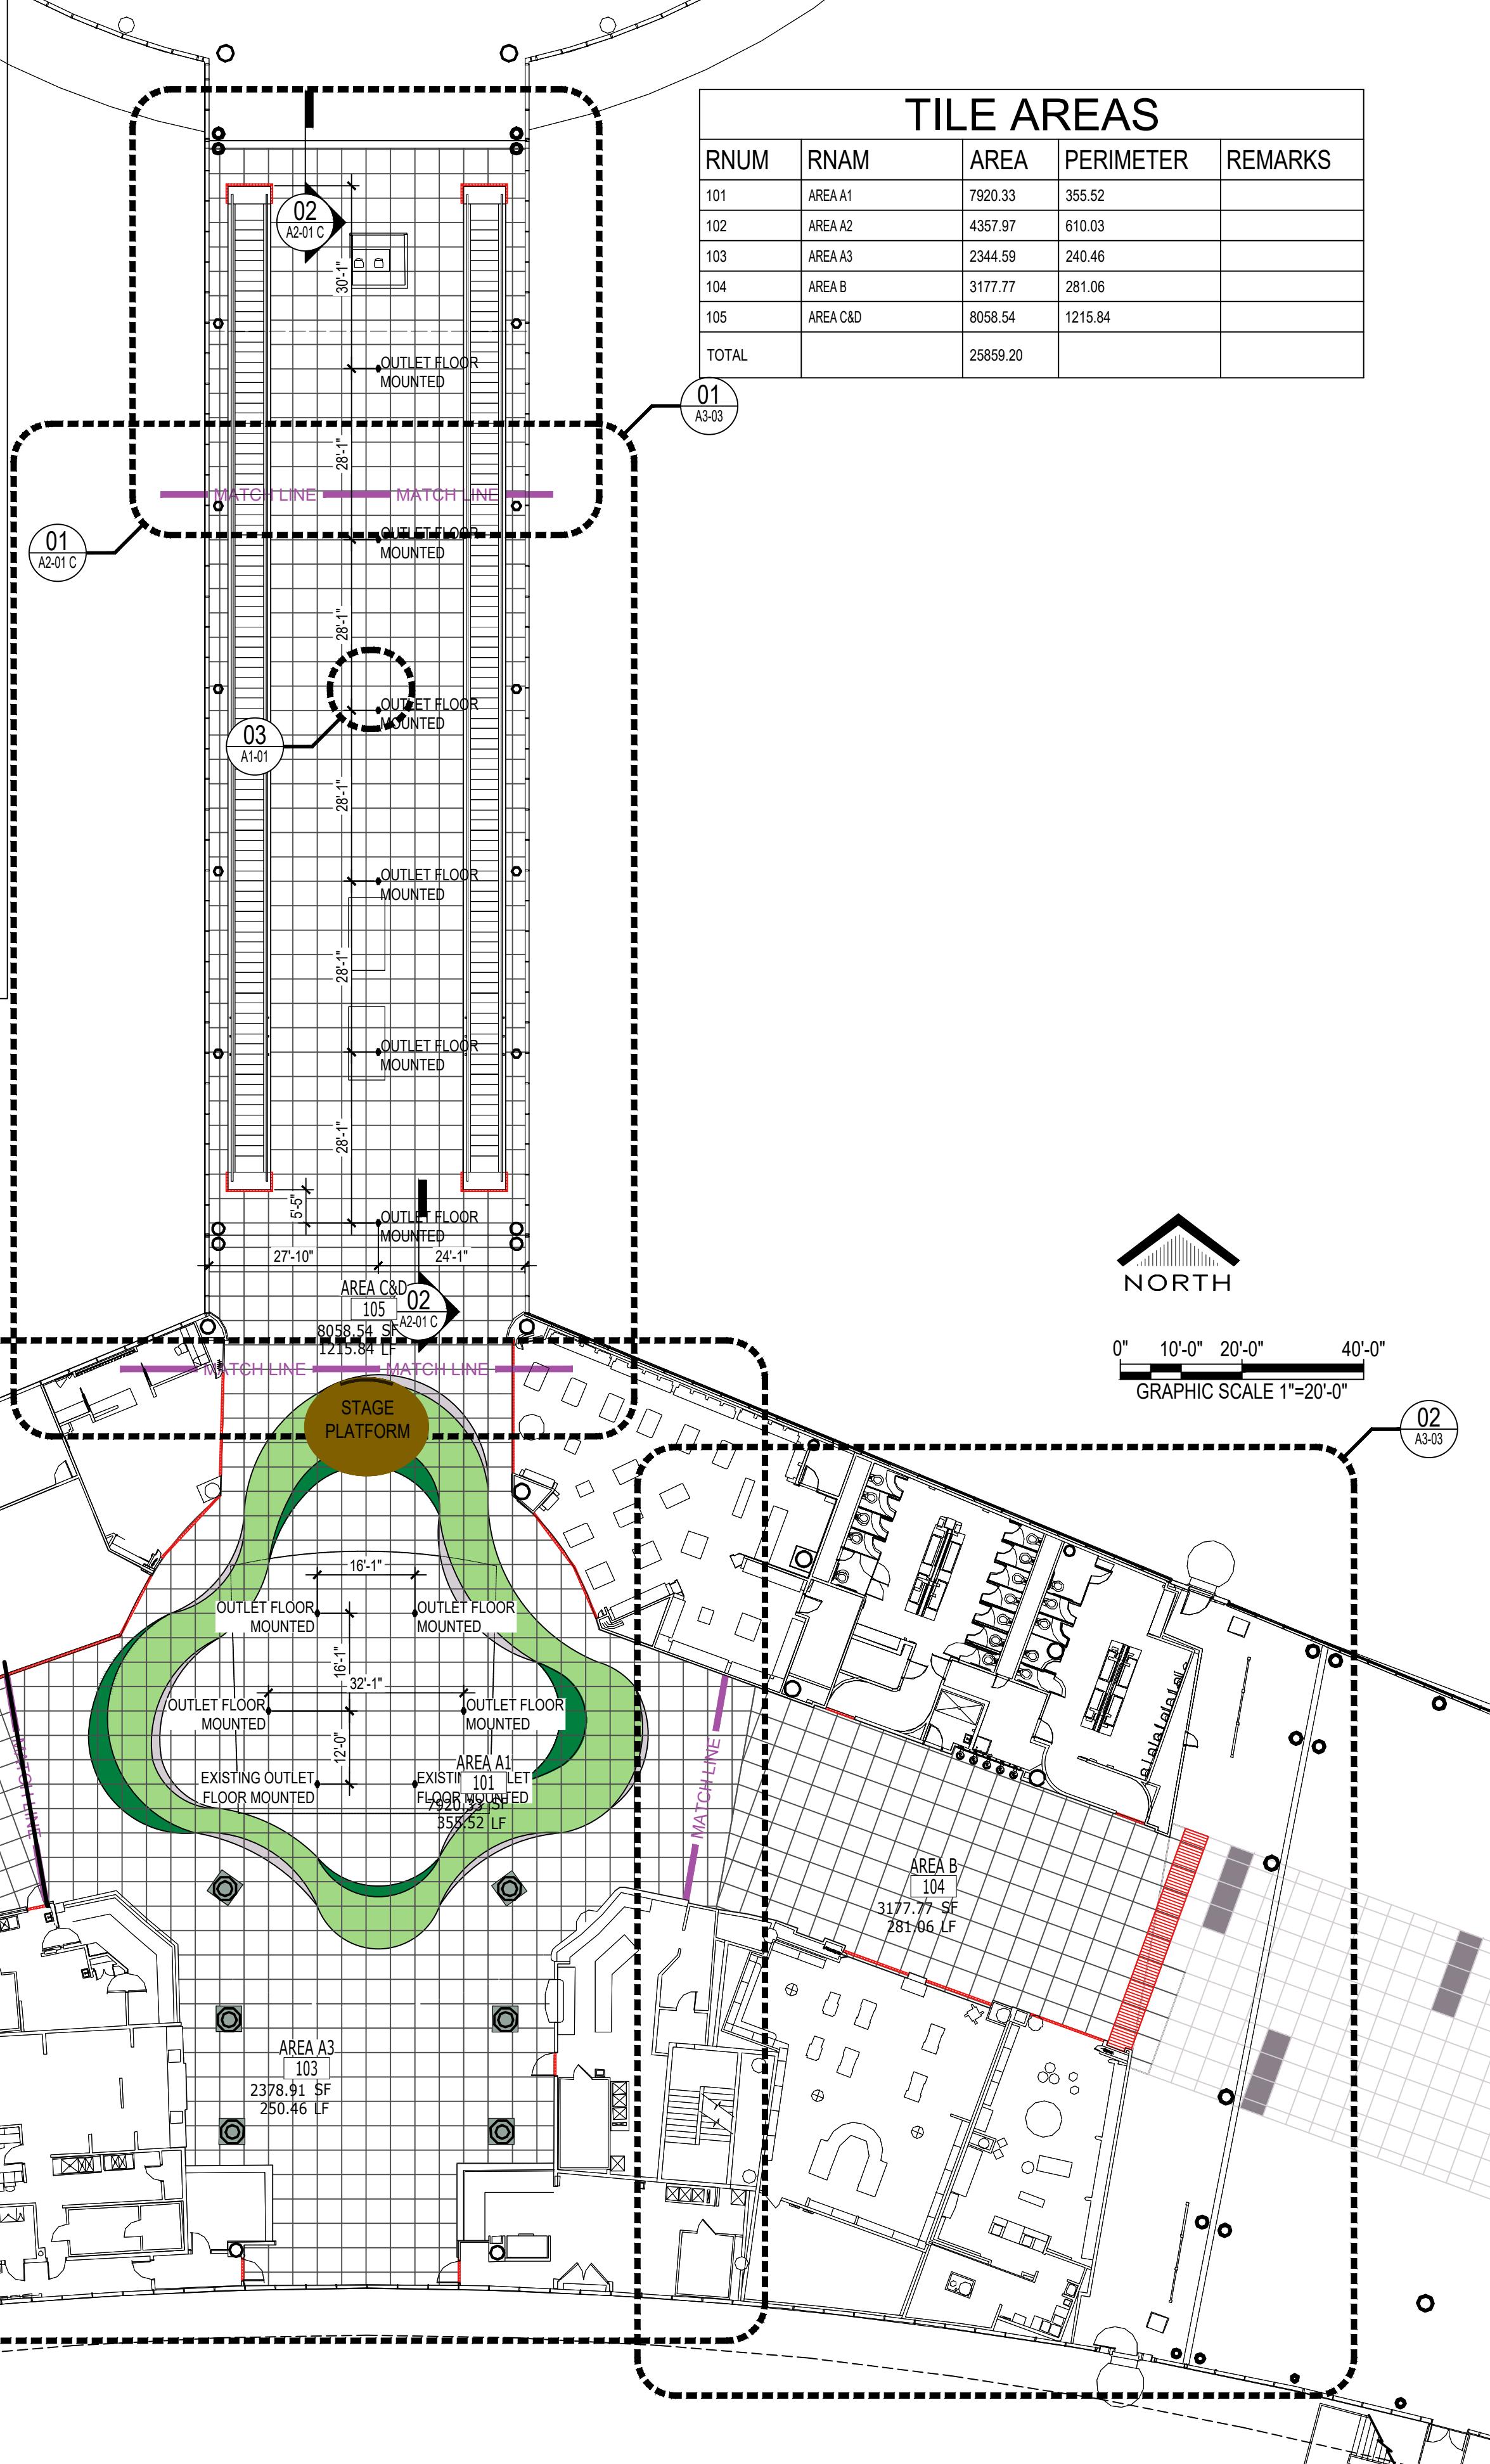 TILE AREAS
RNUM RNAM AREA PERIMETER REMARKS
101 AREA A1 7920.33 355.52
102 AREA A2 4357.97 610.03
103 AREA A3 2344.59 240.46
104 AREA B 3177.77 281.06
105 AREA C&D 8058.54 1215.84
TOTAL 25859.20
02
A2-01 C
30'-1"
OUTLET FLOOR
MOUNTED
01
A3-03
28'-1"
MATCH LINE MATCH LINE
01
A2-01 C
OUTLET FLOOR
MOUNTED
28'-1"
OUTLET FLOOR
MOUNTED
03
A1-01
28'-1"
OUTLET FLOOR
MOUNTED
28'-1"
OUTLET FLOOR
MOUNTED
28'-1"
5'-5"
OUTLET FLOOR
MOUNTED
27'-10" 24'-1"
AREA C&D
105
8058.54 SF
1215.84 LF
02
A2-01 C
MATCH LINE MATCH LINE
NORTH
0" 10'-0" 20'-0" 40'-0"
GRAPHIC SCALE 1"=20'-0"
02
A3-03
STAGE
PLATFORM
16'-1"
OUTLET FLOOR
MOUNTED
OUTLET FLOOR
MOUNTED
16'-1"
32'-1"
OUTLET FLOOR
MOUNTED
OUTLET FLOOR
MOUNTED
12'-0"
EXISTING OUTLET
FLOOR MOUNTED
EXISTING OUTLET
FLOOR MOUNTED
AREA A1
101
7920.33 SF
355.52 LF
MATCH LINE
MATCH LINE
AREA B
104
3177.77 SF
281.06 LF
AREA A3
103
2378.91 SF
250.46 LF